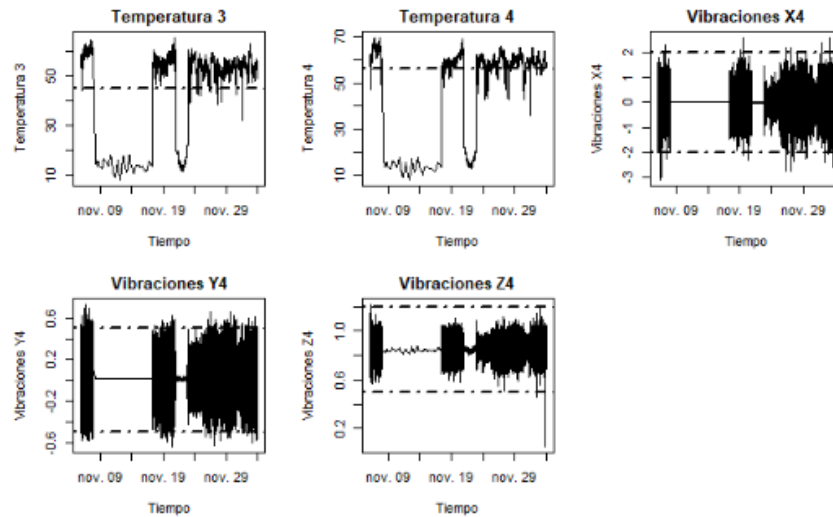 Temperatura 3
Temperatura 3
10 30 50
nov. 09 nov. 19 nov. 29
Tiempo
Temperatura 4
Temperatura 4
10 30 50 70
nov. 09 nov. 19 nov. 29
Tiempo
Vibraciones X4
Vibraciones X4
-3 -2 -1 0 1 2
nov. 09 nov. 19 nov. 29
Tiempo
Vibraciones Y4
Vibraciones Y4
-0.6 -0.2 0.2 0.6
nov. 09 nov. 19 nov. 29
Tiempo
Vibraciones Z4
Vibraciones Z4
0.2 0.6 1.0
nov. 09 nov. 19 nov. 29
Tiempo